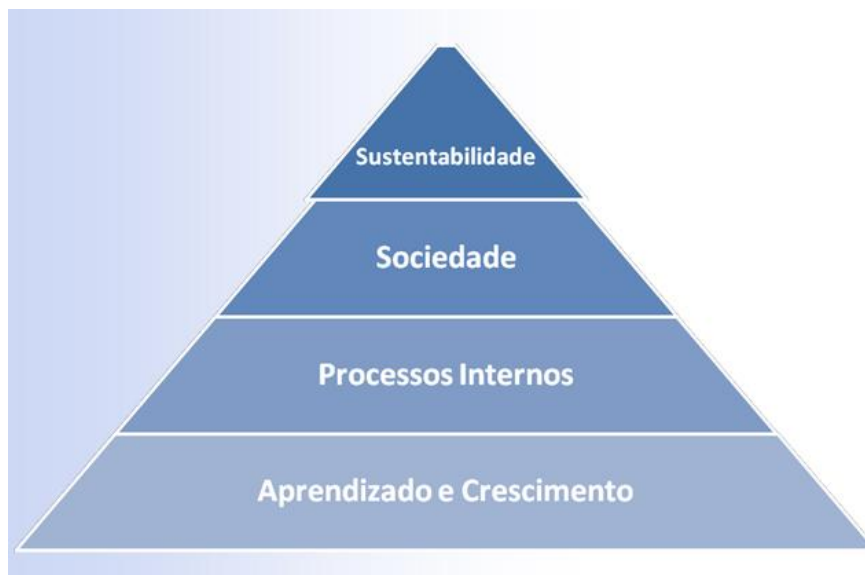 Sustentabilidade
Sociedade
Processos Internos
Aprendizado e Crescimento